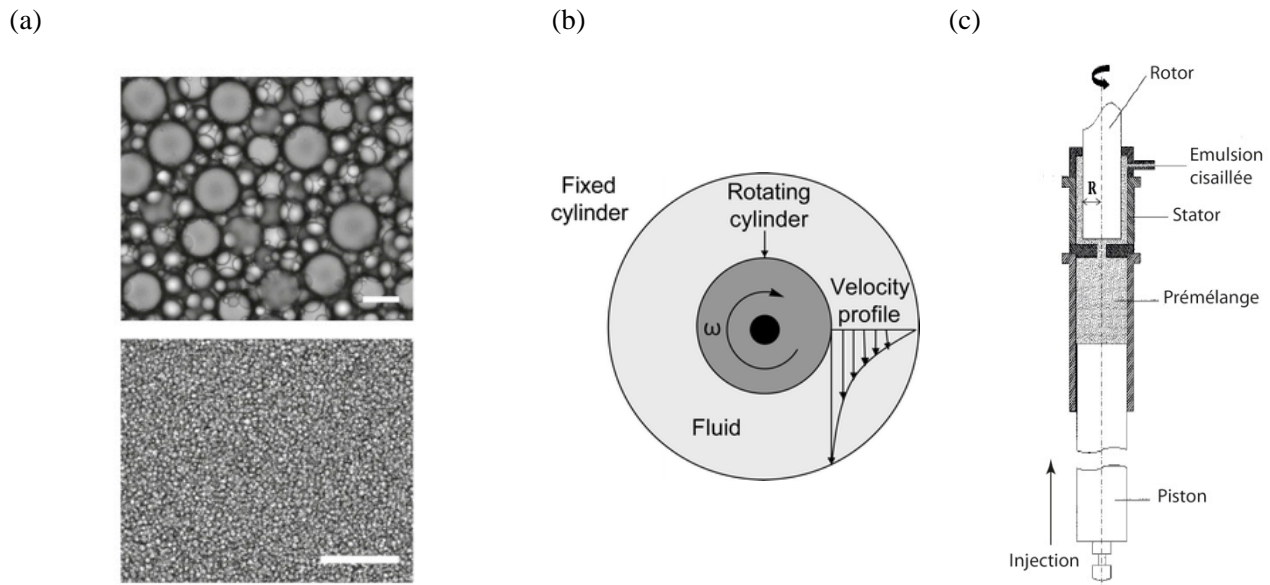 (a)
(b)
(c)
Fixed
cylinder
Rotating
cylinder
Velocity
profile
ω
Fluid
Rotor
Emulsion
cisaillée
R
Stator
Prémélange
Piston
Injection